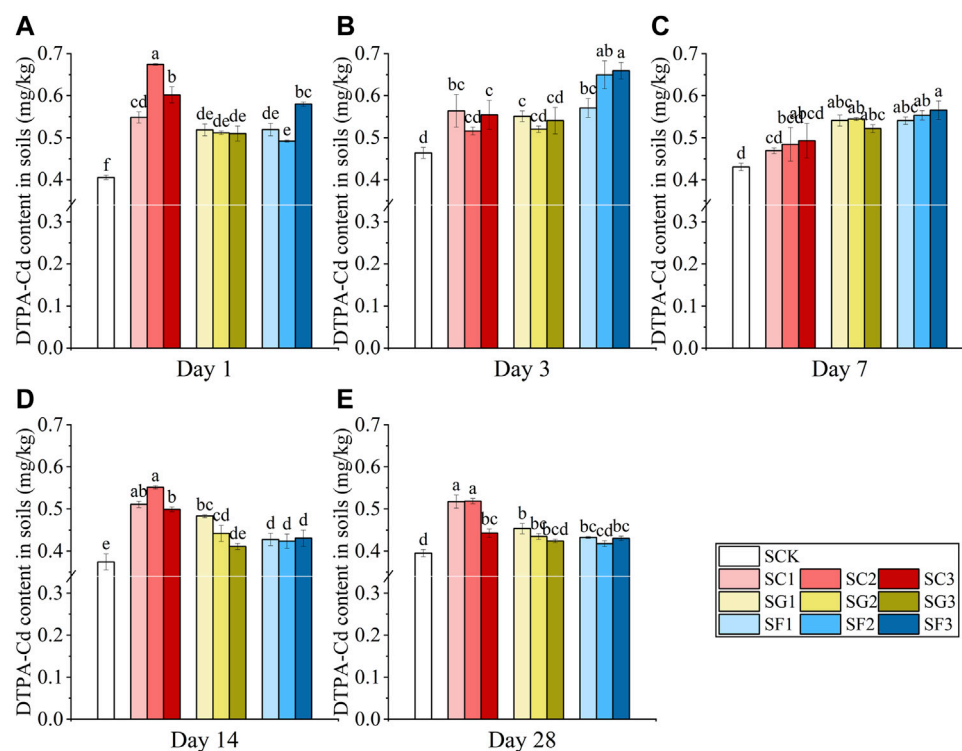 A
DTPA-Cd content in soils (mg/kg)
0.7
0.6
0.5
0.4
0.3
0.2
0.1
0.0
f
cd
a
b
de
de
de
de
e
bc
Day 1
B
DTPA-Cd content in soils (mg/kg)
0.7
0.6
0.5
0.4
0.3
0.2
0.1
0.0
d
bc
cd
c
c
cd
cd
bc
ab
a
Day 3
C
DTPA-Cd content in soils (mg/kg)
0.7
0.6
0.5
0.4
0.3
0.2
0.1
0.0
d
cd
bcd
abcd
abc
ab
abc
abc
ab
a
Day 7
D
DTPA-Cd content in soils (mg/kg)
0.7
0.6
0.5
0.4
0.3
0.2
0.1
0.0
e
ab
a
b
bc
cd
de
d
d
d
Day 14
E
DTPA-Cd content in soils (mg/kg)
0.7
0.6
0.5
0.4
0.3
0.2
0.1
0.0
d
a
a
bc
b
bc
bcd
bc
cd
bc
Day 28
SCK
SC1 SC2 SC3
SG1 SG2 SG3
SF1 SF2 SF3